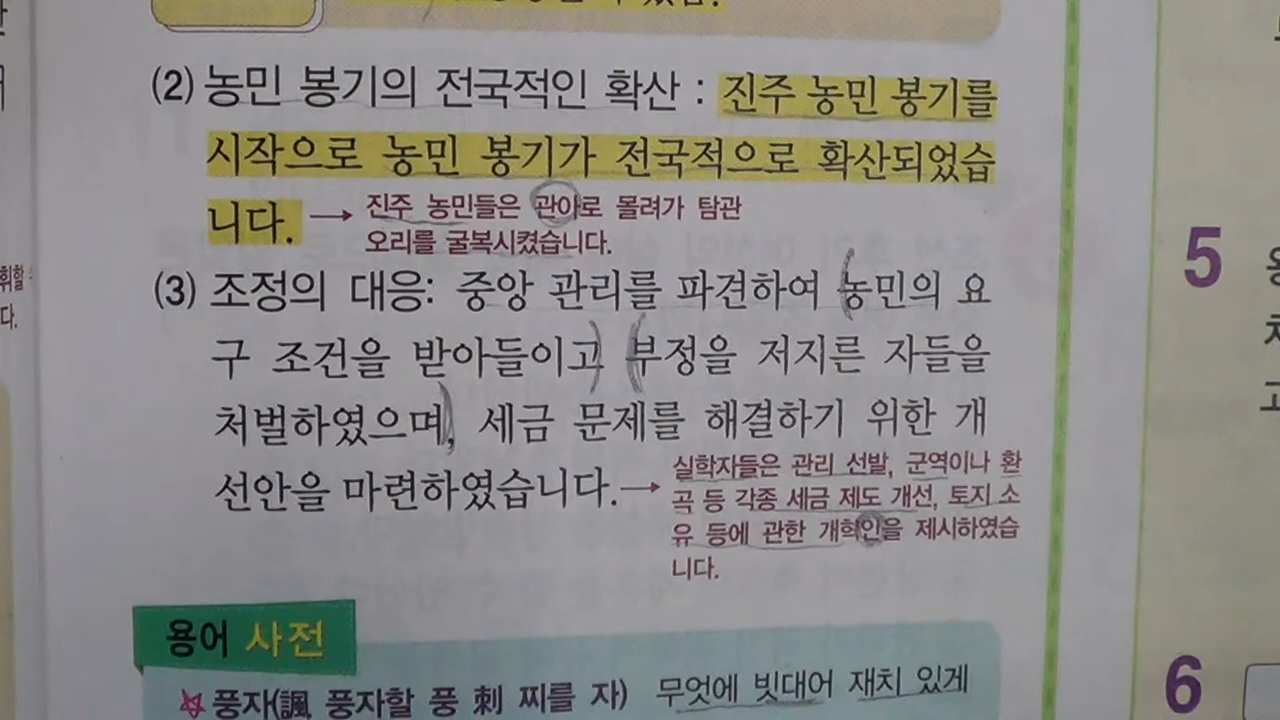 (2) 농민 봉기의 전국적인 확산 : 진주 농민 봉기를
시작으로 농민 봉기가 전국적으로 확산되었습
니다. → 진주 농민들은 관아로 몰려가 탐관
오리를 굴복시켰습니다.
(3) 조정의 대응: 중앙 관리를 파견하여 농민의 요
구 조건을 받아들이고 부정을 저지른 자들을
처벌하였으며, 세금 문제를 해결하기 위한 개
선안을 마련하였습니다. → 실학자들은 관리 선발, 군역이나 환
곡 등 각종 세금 제도 개선, 토지 소
유 등에 관한 개혁인을 제시하였습
니다.
용어 사전
풍자(諷 풍자할 풍 刺 찌를 자) 무엇에 빗대어 재치 있게
휘할
다.
5
6